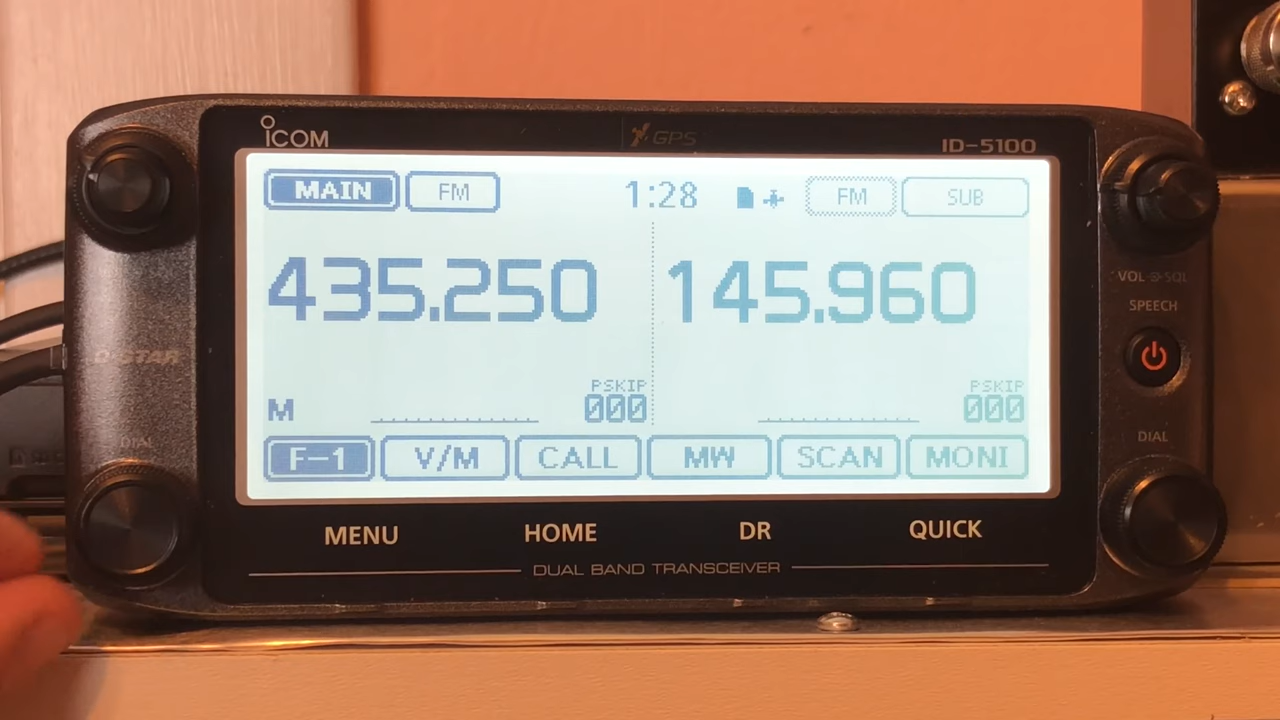 ICOM
GPS
ID-5100
MAIN FM 1:28 FM SUB
435.250 145.960
PSKIP PSKIP
M 000 000
F-1 V/M CALL MW SCAN MONI
MENU HOME DR QUICK
DUAL BAND TRANSCEIVER
D-STAR
DIAL
VOL SQL
SPEECH
DIAL